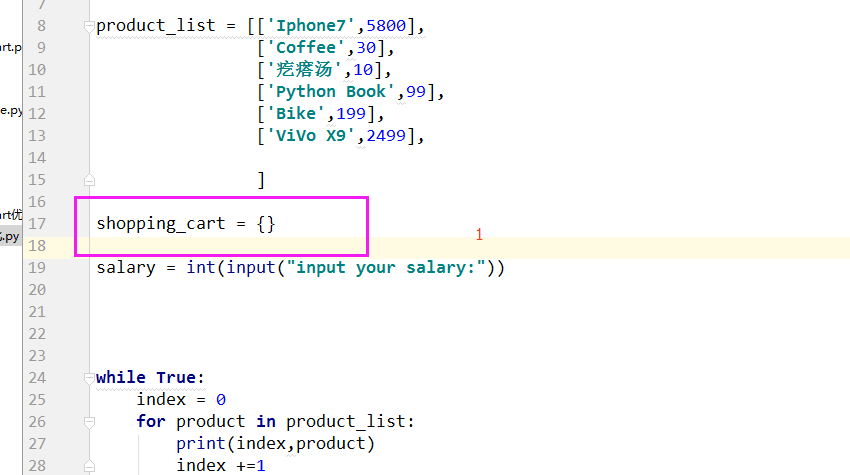 7
8 product_list = [['Iphone7',5800],
9 ['Coffee',30],
10 ['疙瘩汤',10],
11 ['Python Book',99],
12 ['Bike',199],
13 ['ViVo X9',2499],
14
15 ]
16
17 shopping_cart = {}
18
1
19 salary = int(input("input your salary:"))
20
21
22
23
24 while True:
25 index = 0
26 for product in product_list:
27 print(index,product)
28 index +=1
art.p
e.py
art优
.py